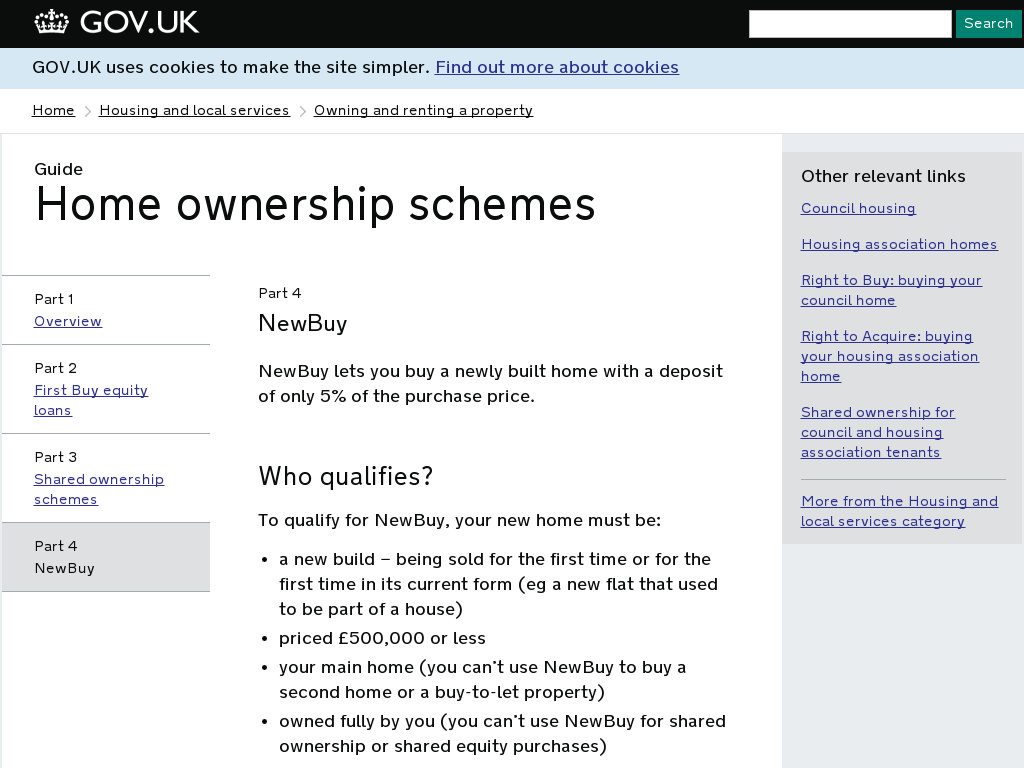 GOV.UK
Search
GOV.UK uses cookies to make the site simpler. Find out more about cookies
Home
Housing and local services
Owning and renting a property
Guide
Home ownership schemes
Part 1
Overview
Part 2
First Buy equity
loans
Part 3
Shared ownership
schemes
Part 4
NewBuy
Part 4
NewBuy
NewBuy lets you buy a newly built home with a deposit
of only 5% of the purchase price.
Who qualifies?
To qualify for NewBuy, your new home must be:
• a new build – being sold for the first time or for the
first time in its current form (eg a new flat that used
to be part of a house)
• priced £500,000 or less
• your main home (you can’t use NewBuy to buy a
second home or a buy-to-let property)
• owned fully by you (you can’t use NewBuy for shared
ownership or shared equity purchases)
Other relevant links
Council housing
Housing association homes
Right to Buy: buying your
council home
Right to Acquire: buying
your housing association
home
Shared ownership for
council and housing
association tenants
More from the Housing and
local services category